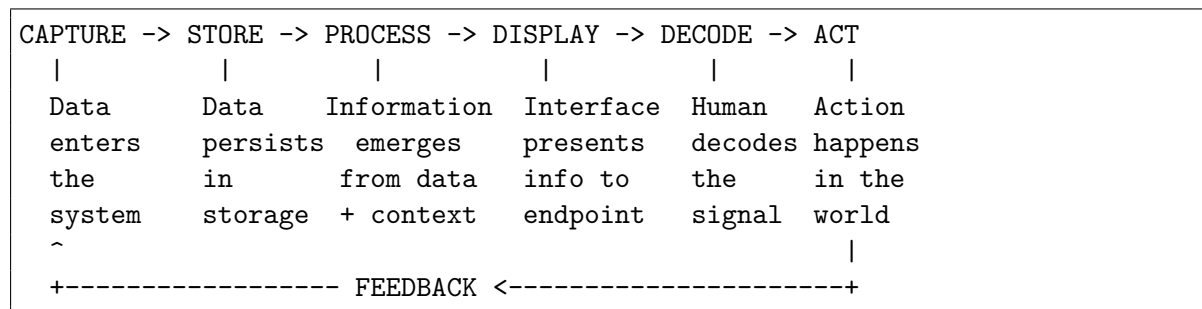 CAPTURE -> STORE -> PROCESS -> DISPLAY -> DECODE -> ACT
| | | | | |
Data Data Information Interface Human Action
enters persists emerges presents decodes happens
the in from data info to the in the
system storage + context endpoint signal world
^ |
+------------------- FEEDBACK <----------------------+